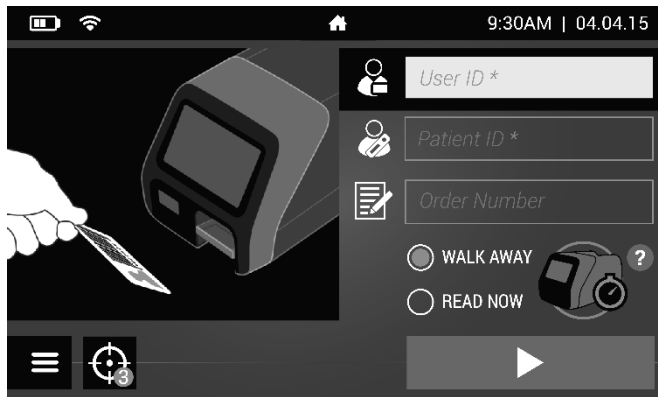 9:30AM | 04.04.15
User ID *
Patient ID *
Order Number
WALK AWAY
?
READ NOW
3